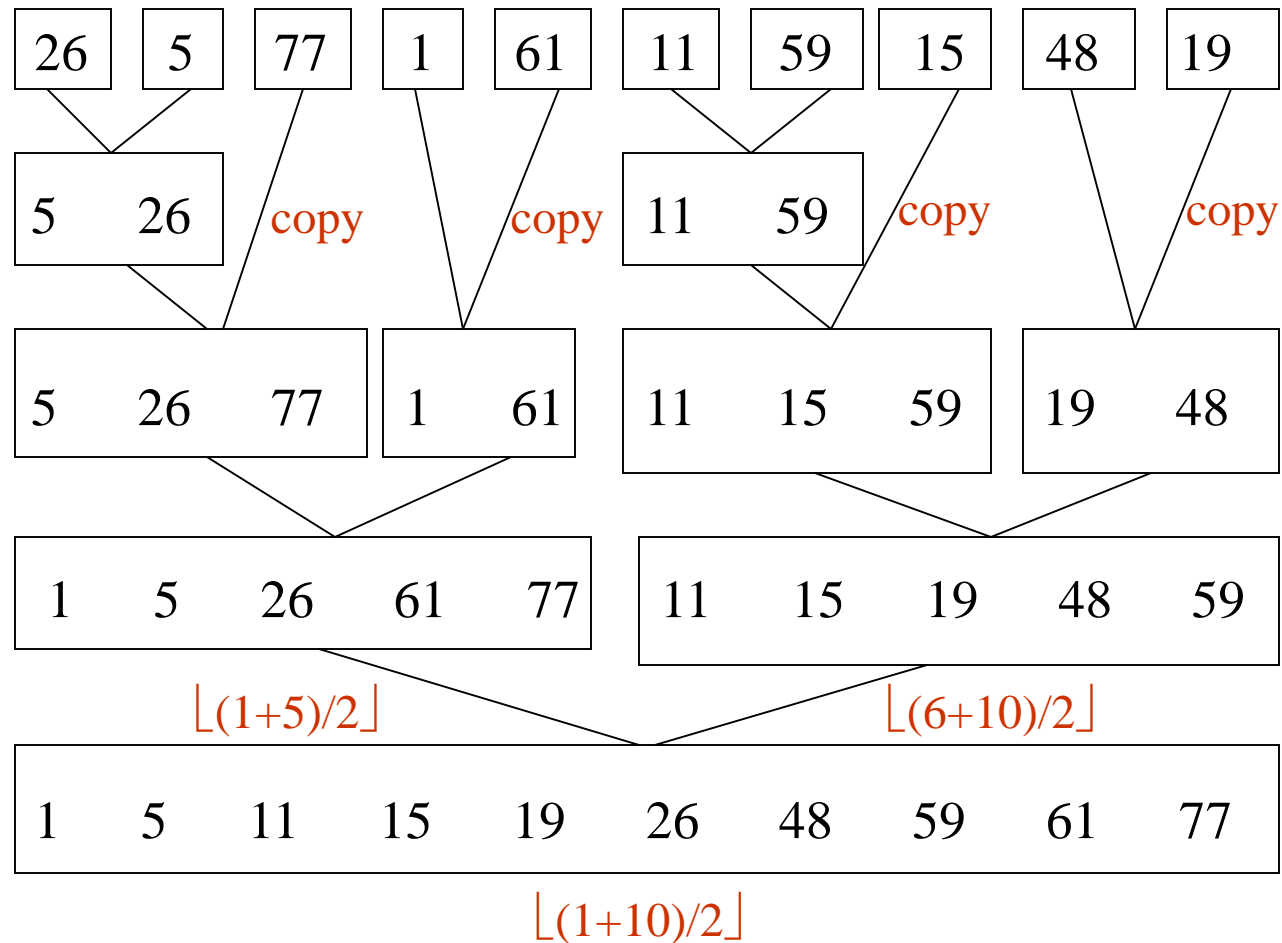 26 5 77 1 61 11 59 15 48 19
5 26 copy copy 11 59 copy copy
5 26 77 1 61 11 15 59 19 48
1 5 26 61 77 11 15 19 48 59
⌊(1+5)/2⌋ ⌊(6+10)/2⌋
1 5 11 15 19 26 48 59 61 77
⌊(1+10)/2⌋